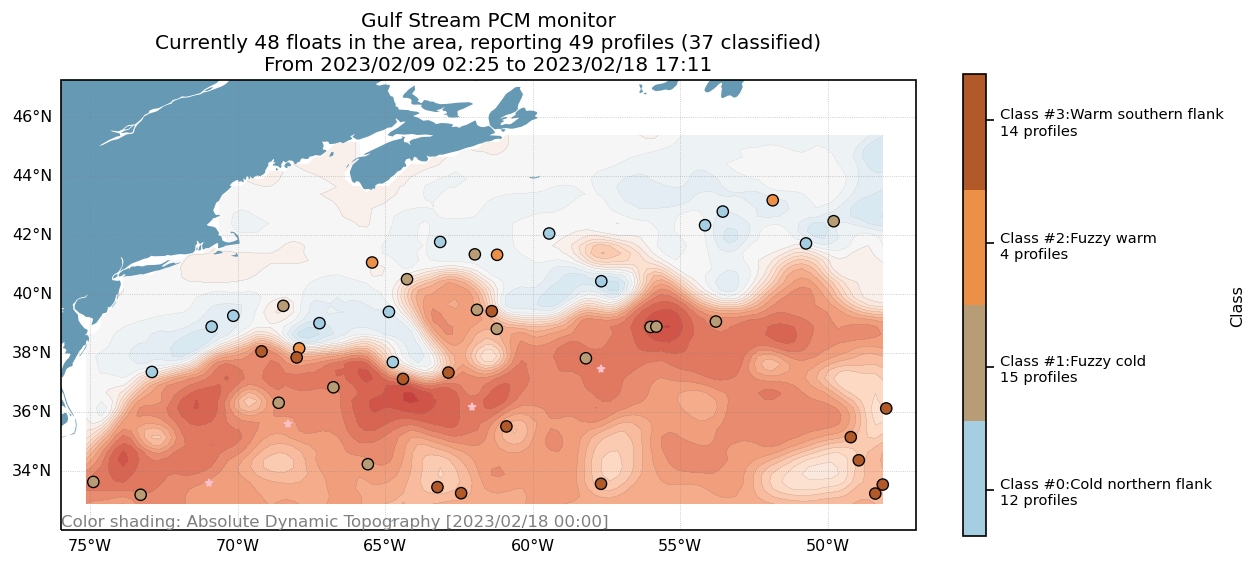 Gulf Stream PCM monitor
Currently 48 floats in the area, reporting 49 profiles (37 classified)
From 2023/02/09 02:25 to 2023/02/18 17:11
46°N
44°N
42°N
40°N
38°N
36°N
34°N
Color shading: Absolute Dynamic Topography [2023/02/18 00:00]
75°W
70°W
65°W
60°W
55°W
50°W
Class #3:Warm southern flank
14 profiles
Class #2:Fuzzy warm
4 profiles
Class #1:Fuzzy cold
15 profiles
Class #0:Cold northern flank
12 profiles
Class